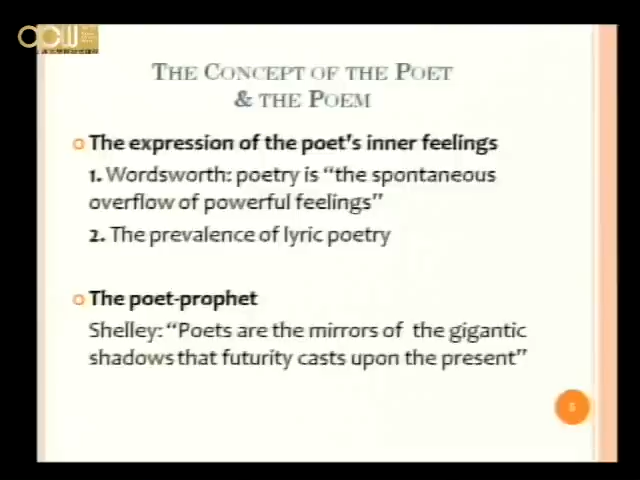 THE CONCEPT OF THE POET
& THE POEM
The expression of the poet's inner feelings
1. Wordsworth: poetry is “the spontaneous
overflow of powerful feelings”
2. The prevalence of lyric poetry
The poet-prophet
Shelley: “Poets are the mirrors of the gigantic
shadows that futurity casts upon the present”